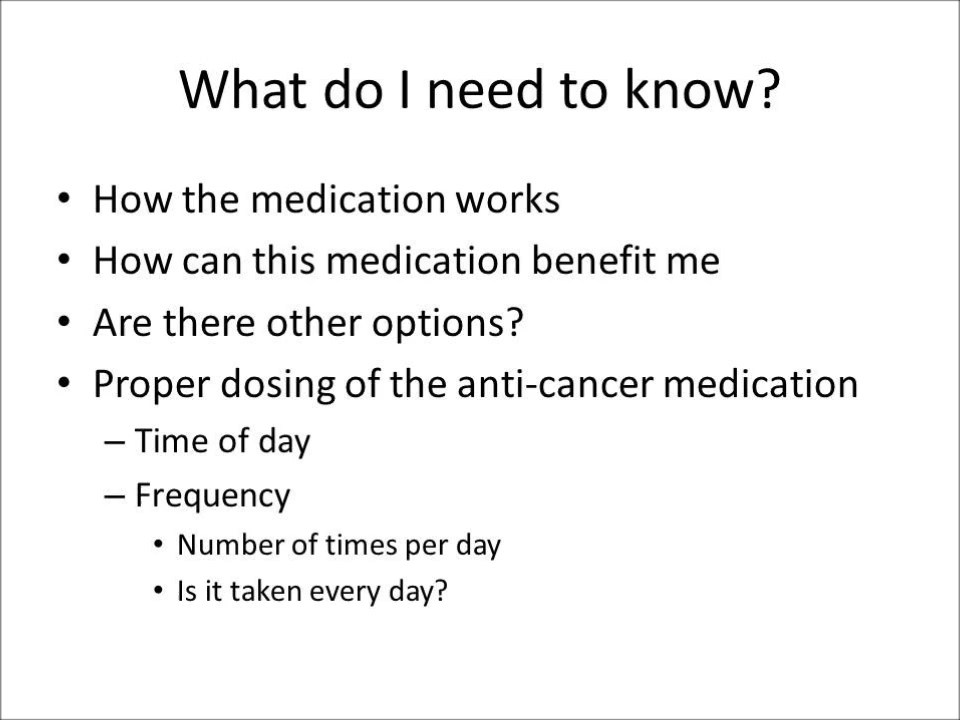 What do I need to know?
• How the medication works
• How can this medication benefit me
• Are there other options?
• Proper dosing of the anti-cancer medication
– Time of day
– Frequency
• Number of times per day
• Is it taken every day?